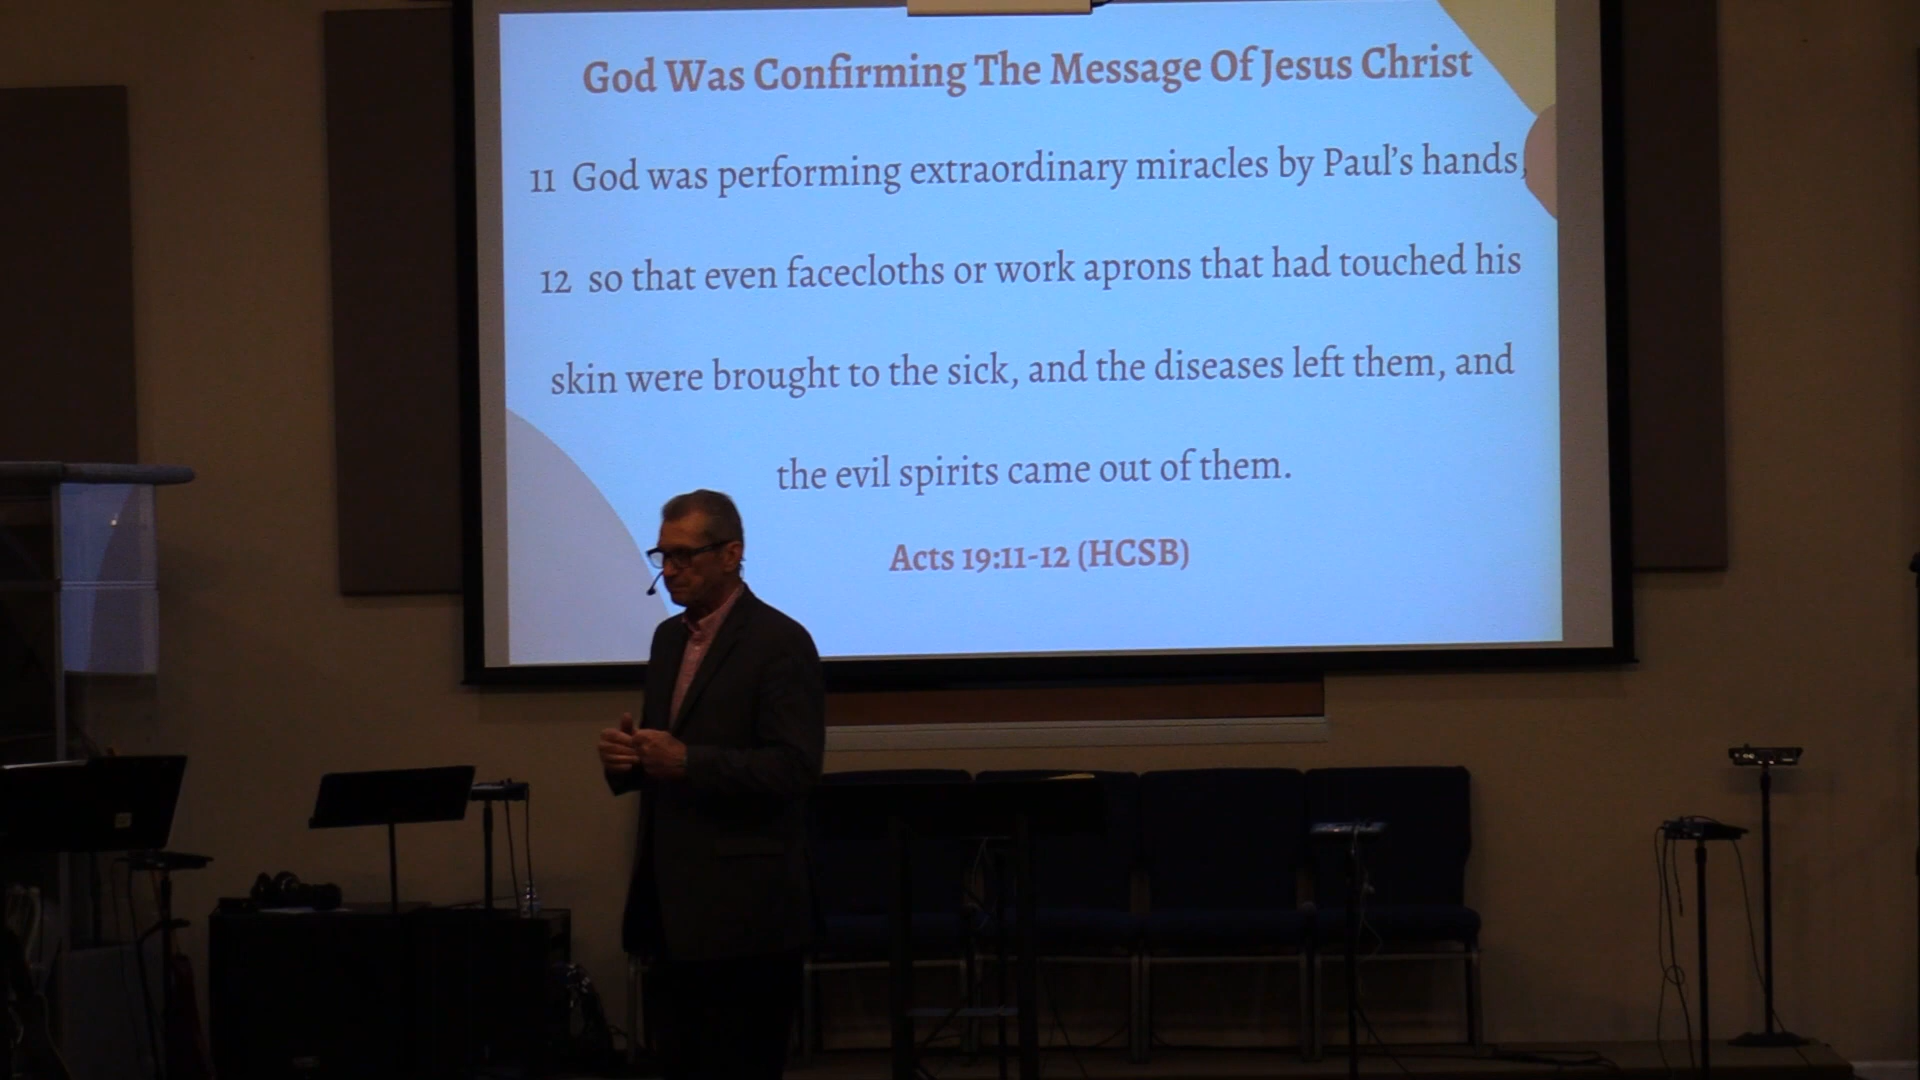 God Was Confirming The Message Of Jesus Christ
11 God was performing extraordinary miracles by Paul's hands,
12 so that even facecloths or work aprons that had touched his
skin were brought to the sick, and the diseases left them, and
the evil spirits came out of them.
Acts 19:11-12 (HCSB)